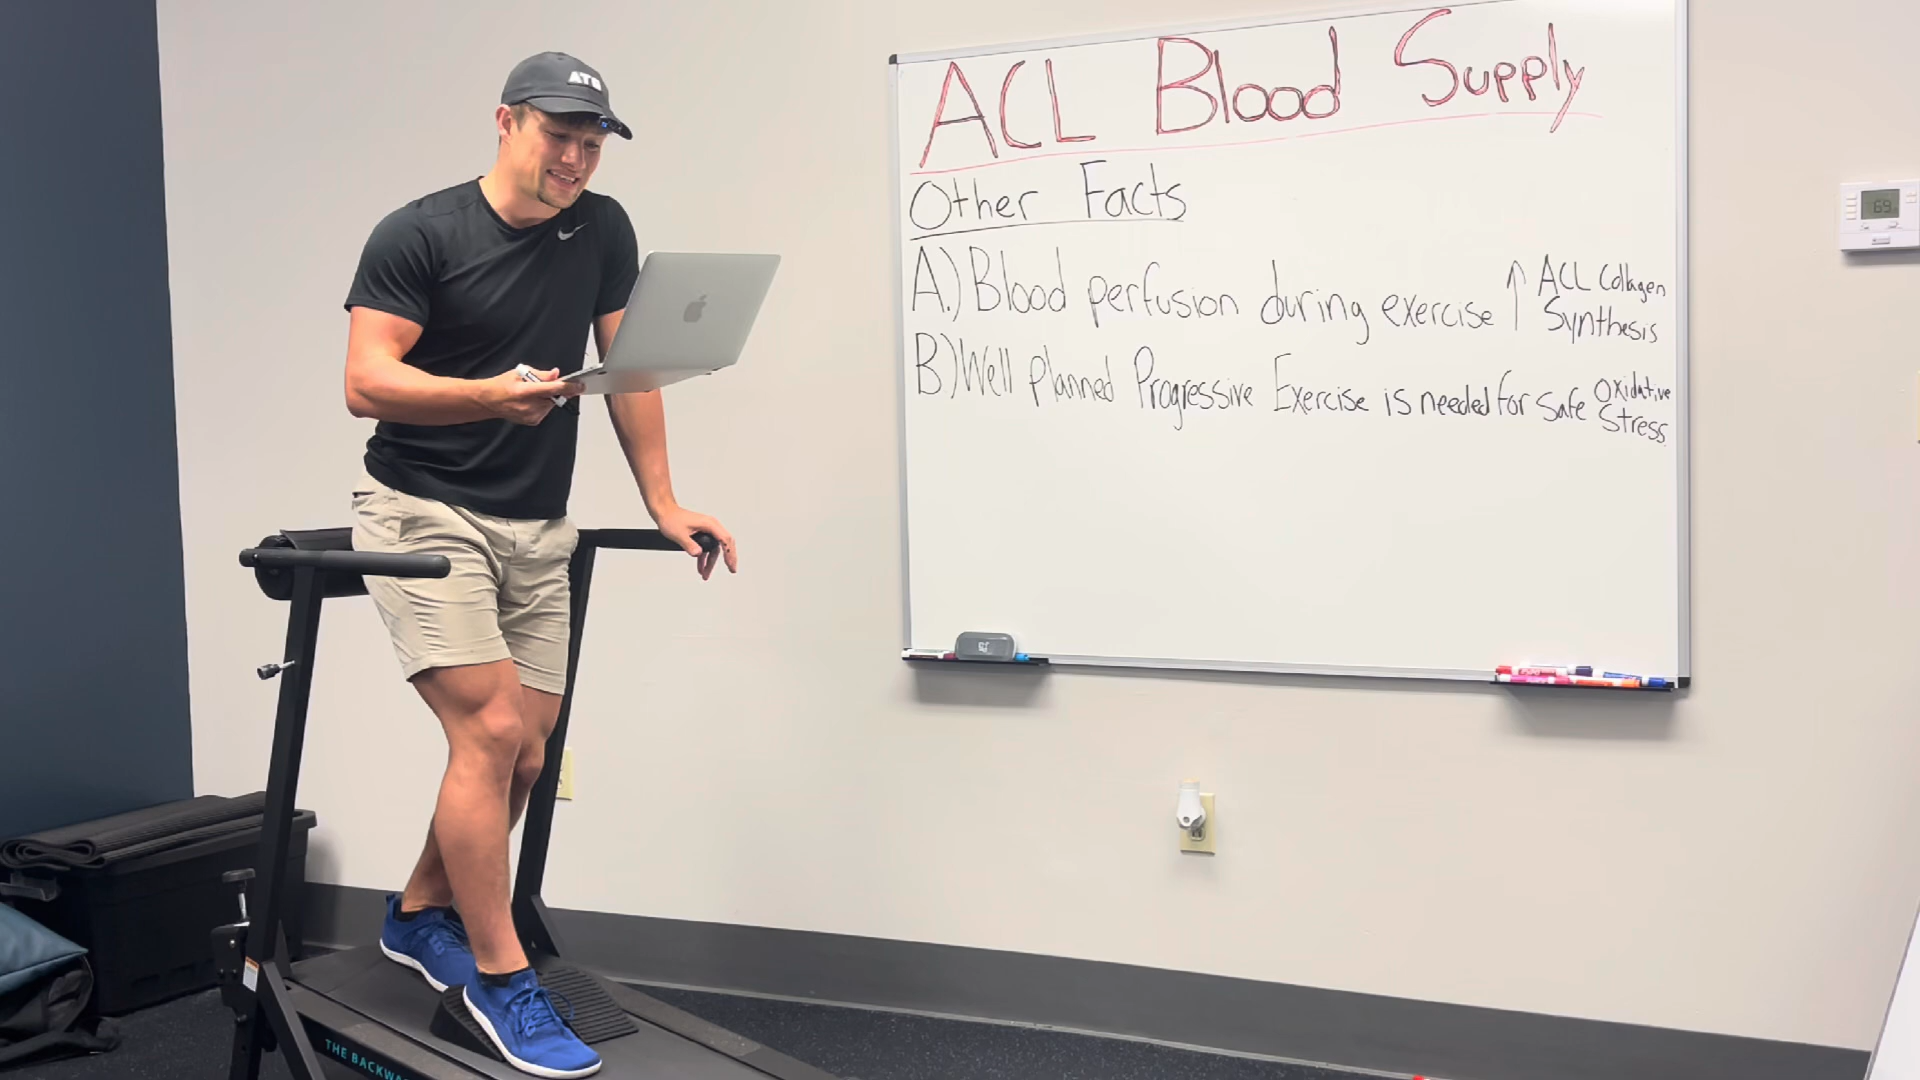 ACL Blood Supply
Other Facts
A.) Blood perfusion during exercise ↑ ACL Collagen Synthesis
B) Well planned Progressive Exercise is needed for safe Oxidative Stress
ATG
69
THE BACKWA